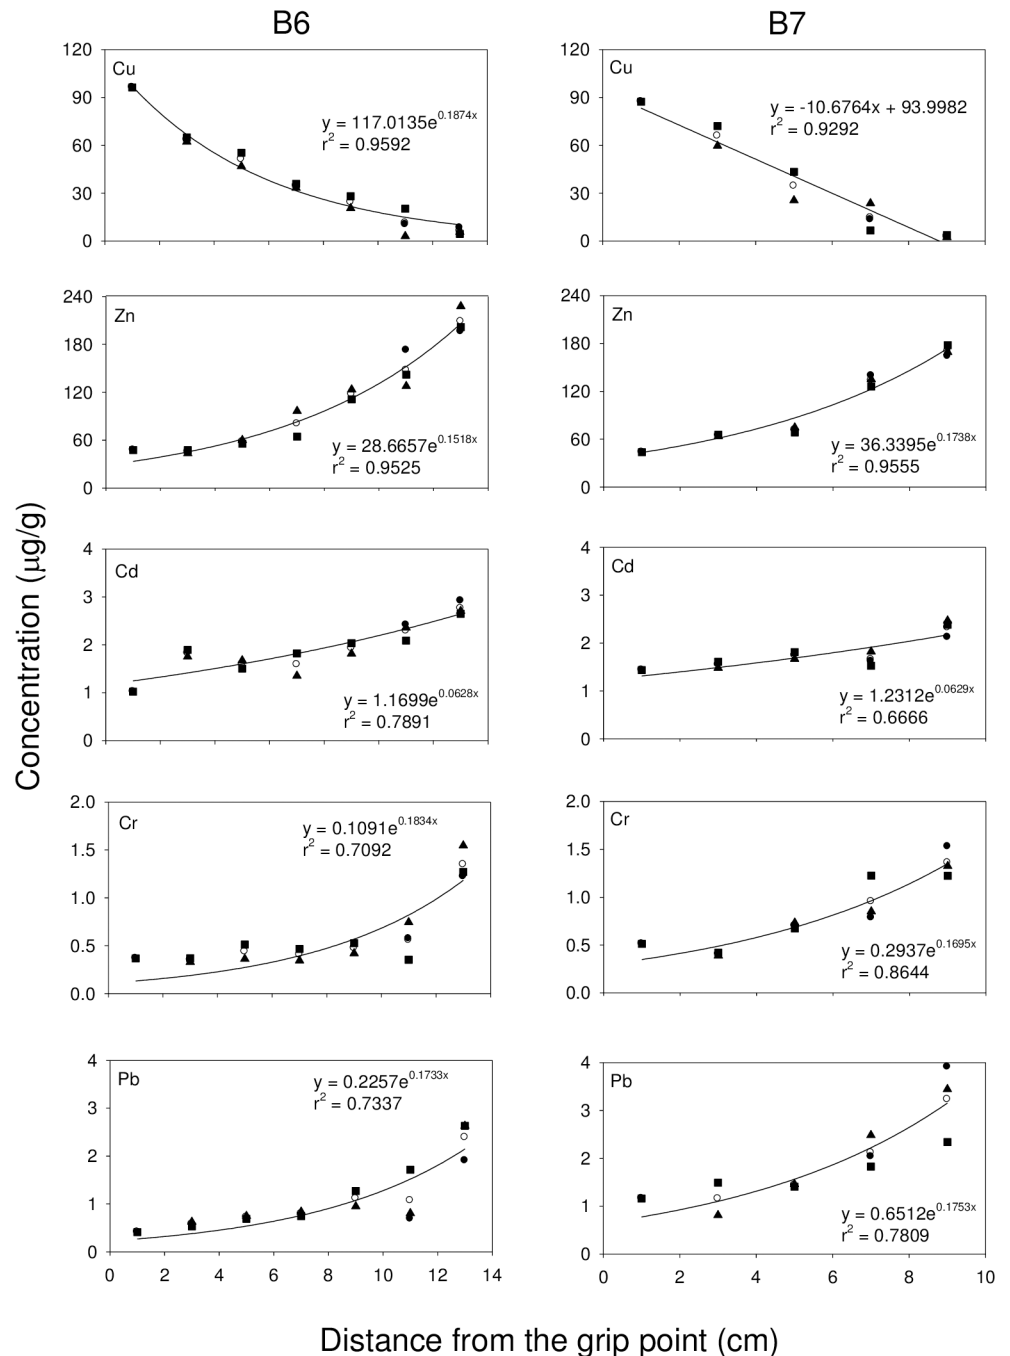 B6
B7
120
90
60
30
0
Cu
y = 117.0135e^0.1874x
r² = 0.9592
120
90
60
30
0
Cu
y = -10.6764x + 93.9982
r² = 0.9292
240
180
120
60
0
Zn
y = 28.6657e^0.1518x
r² = 0.9525
240
180
120
60
0
Zn
y = 36.3395e^0.1738x
r² = 0.9555
Concentration (µg/g)
4
3
2
1
0
Cd
y = 1.1699e^0.0628x
r² = 0.7891
4
3
2
1
0
Cd
y = 1.2312e^0.0629x
r² = 0.6666
2.0
1.5
1.0
0.5
0.0
Cr
y = 0.1091e^0.1834x
r² = 0.7092
2.0
1.5
1.0
0.5
0.0
Cr
y = 0.2937e^0.1695x
r² = 0.8644
4
3
2
1
0
Pb
y = 0.2257e^0.1733x
r² = 0.7337
0 2 4 6 8 10 12 14
4
3
2
1
0
Pb
y = 0.6512e^0.1753x
r² = 0.7809
0 2 4 6 8 10
Distance from the grip point (cm)